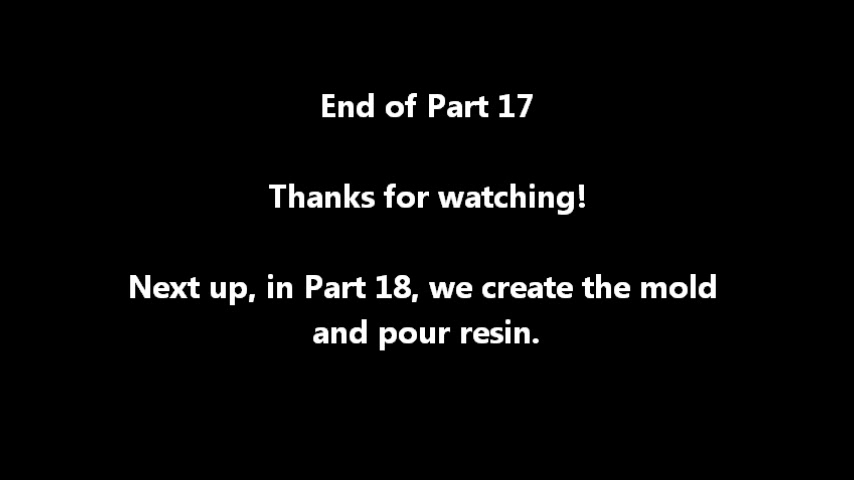 End of Part 17
Thanks for watching!
Next up, in Part 18, we create the mold
and pour resin.